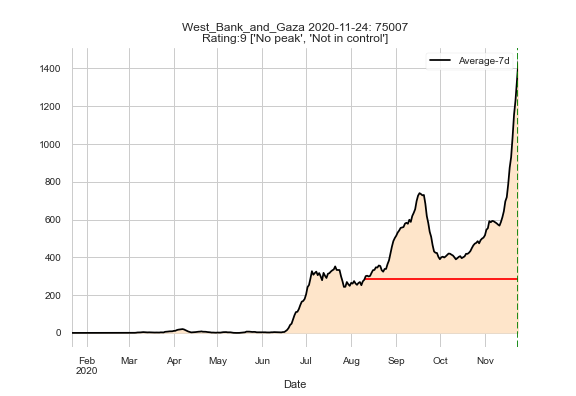 West_Bank_and_Gaza 2020-11-24: 75007
Rating:9 ['No peak', 'Not in control']
Average-7d
1400
1200
1000
800
600
400
200
0
Feb Mar Apr May Jun Jul Aug Sep Oct Nov
2020
Date